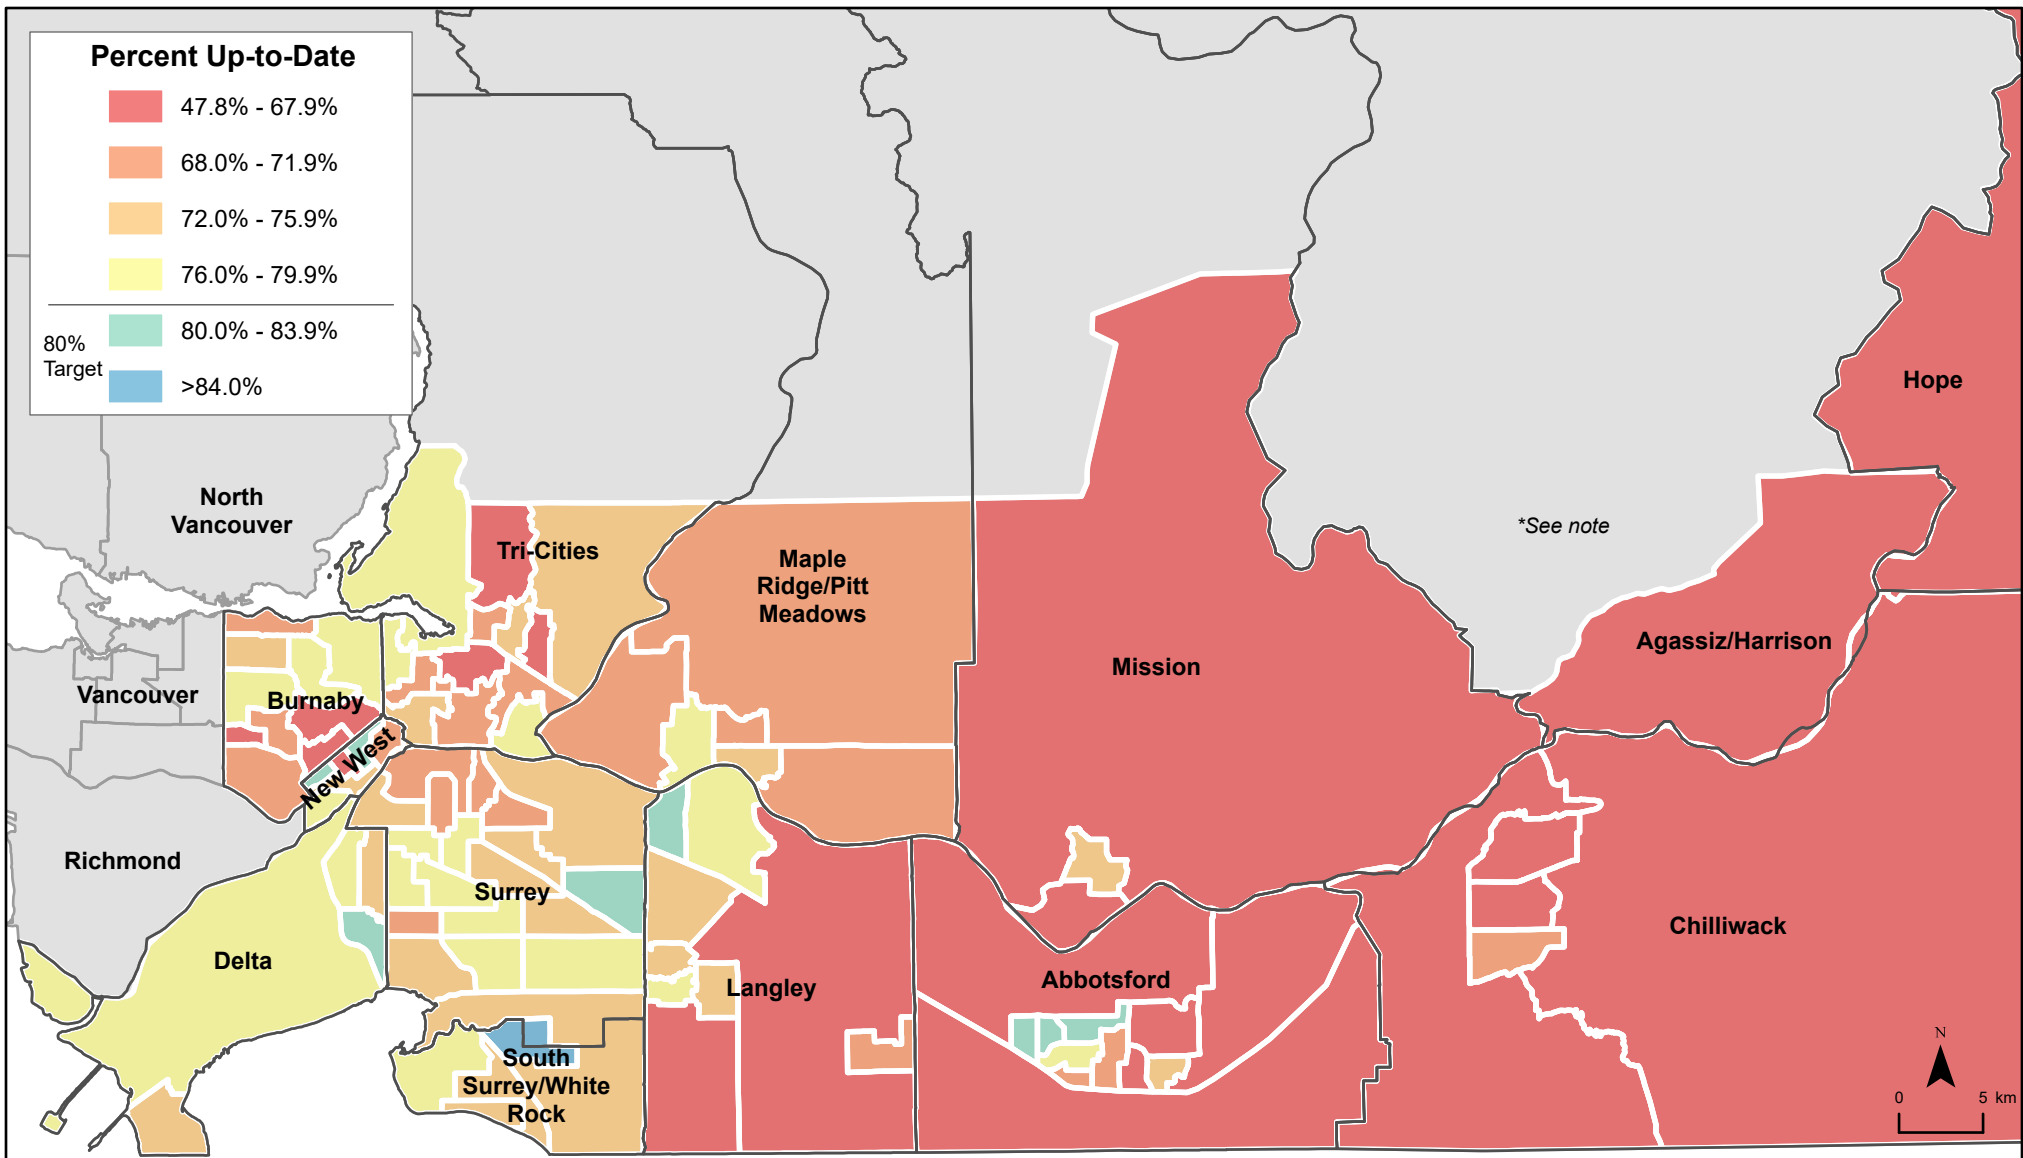 Percent Up-to-Date
47.8% - 67.9%
68.0% - 71.9%
72.0% - 75.9%
76.0% - 79.9%
80%
Target
80.0% - 83.9%
>84.0%
Hope
North
Vancouver
*See note
Tri-Cities
Maple
Ridge/Pitt
Meadows
Agassiz/Harrison
Mission
Vancouver
Burnaby
New West
Richmond
Surrey
Chilliwack
Delta
Langley
Abbotsford
South
Surrey/White
Rock
N
0 5 km